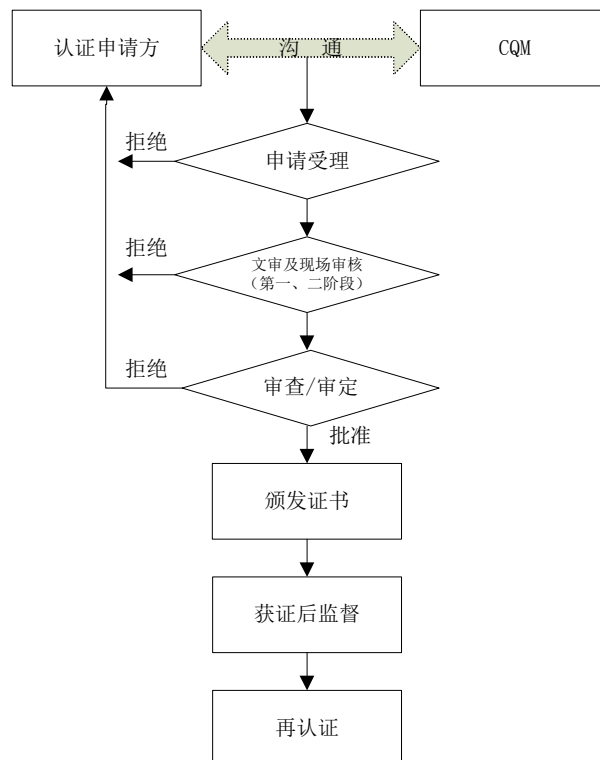 认证申请方
沟 通
CQM
拒绝
申请受理
拒绝
文审及现场审核
（第一、二阶段）
拒绝
审查/审定
批准
颁发证书
获证后监督
再认证